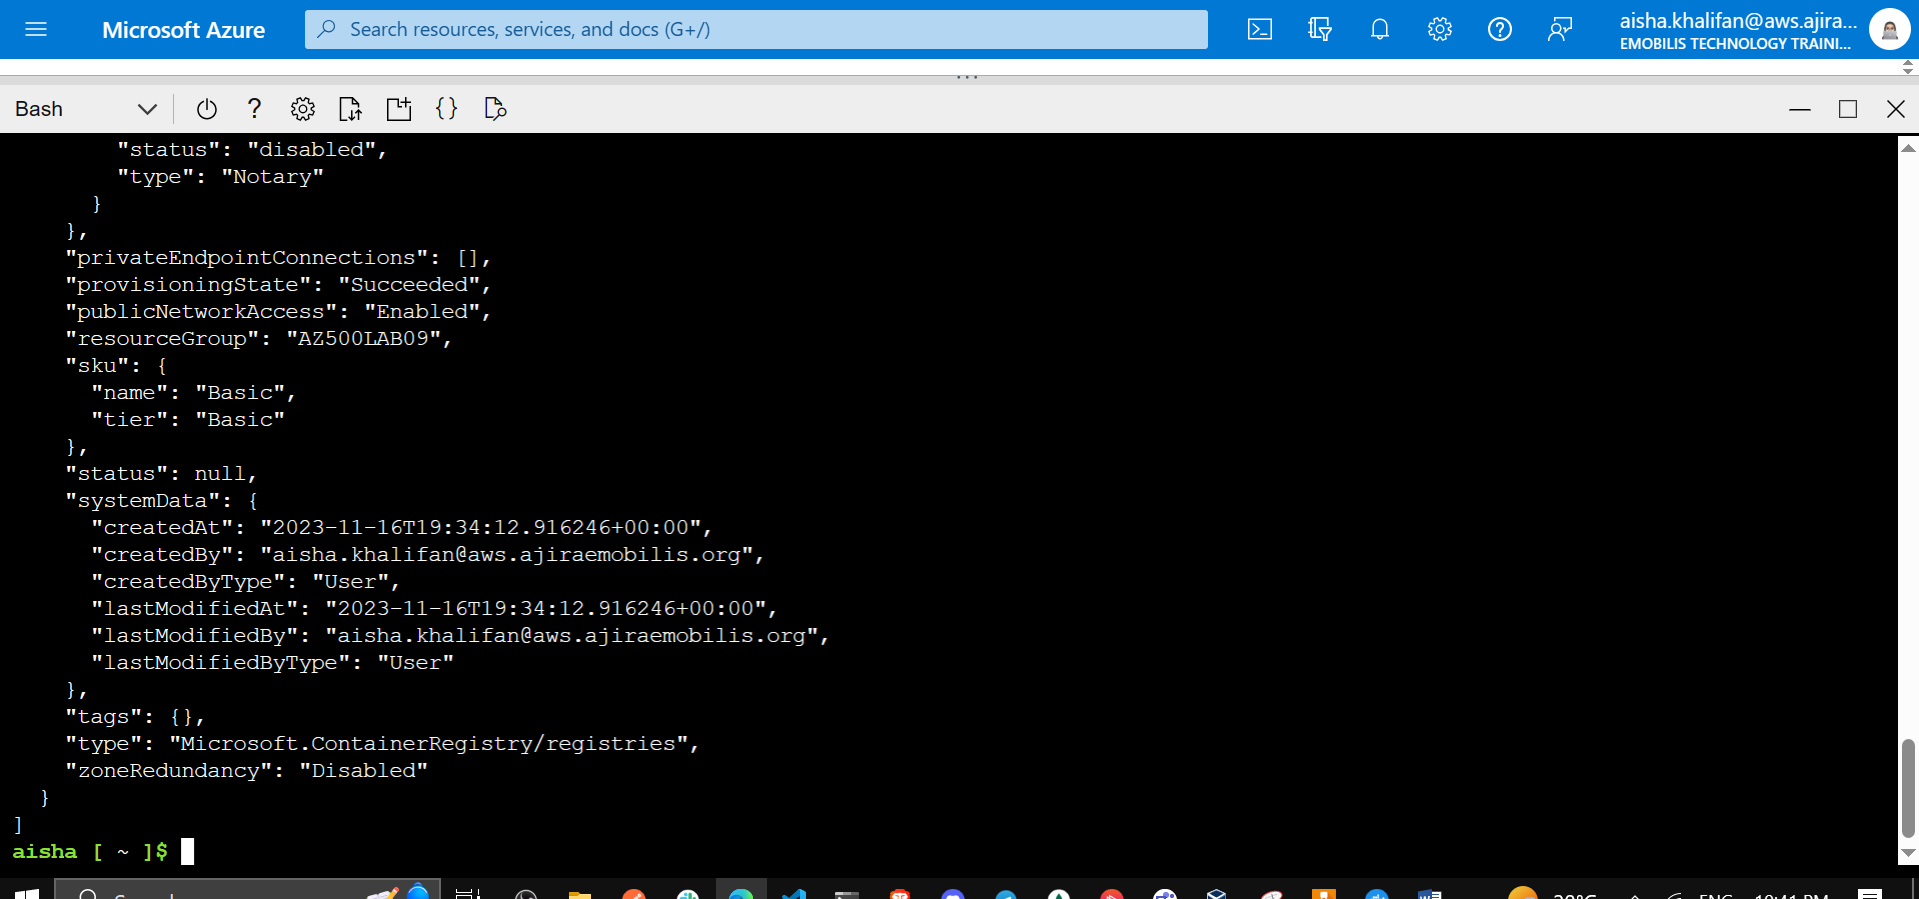 Microsoft Azure
Search resources, services, and docs (G+/)
aisha.khalifan@aws.ajira...
EMOBILIS TECHNOLOGY TRAINI...
Bash
"status": "disabled",
"type": "Notary"
}
},
"privateEndpointConnections": [],
"provisioningState": "Succeeded",
"publicNetworkAccess": "Enabled",
"resourceGroup": "AZ500LAB09",
"sku": {
"name": "Basic",
"tier": "Basic"
},
"status": null,
"systemData": {
"createdAt": "2023-11-16T19:34:12.916246+00:00",
"createdBy": "aisha.khalifan@aws.ajiraemobilis.org",
"createdByType": "User",
"lastModifiedAt": "2023-11-16T19:34:12.916246+00:00",
"lastModifiedBy": "aisha.khalifan@aws.ajiraemobilis.org",
"lastModifiedByType": "User"
},
"tags": {},
"type": "Microsoft.ContainerRegistry/registries",
"zoneRedundancy": "Disabled"
}
]
aisha [ ~ ]$
ENG